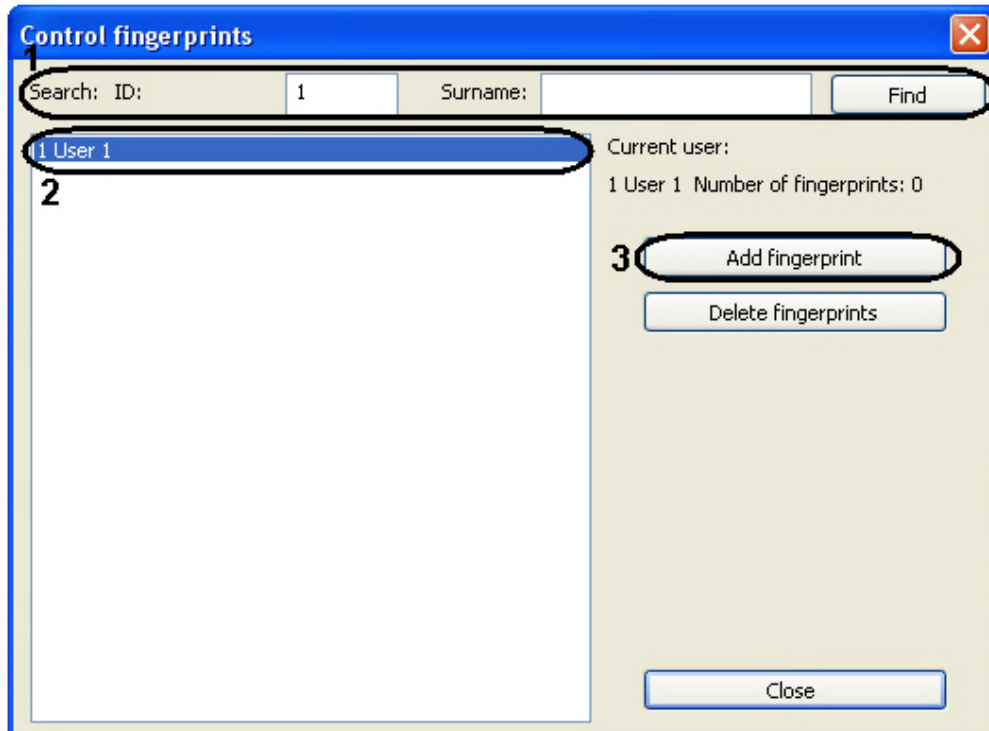 Control fingerprints
1
Search: ID: 1 Surname: Find
1 User 1
2
Current user:
1 User 1 Number of fingerprints: 0
3 Add fingerprint
Delete fingerprints
Close